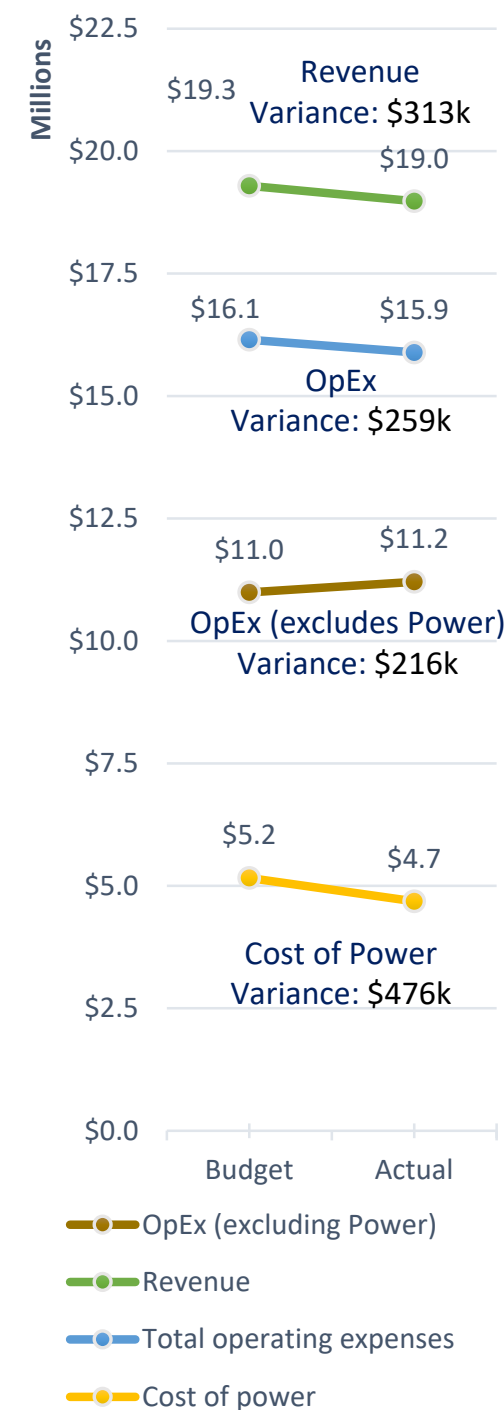 Millions
$22.5
$20.0
$17.5
$15.0
$12.5
$10.0
$7.5
$5.0
$2.5
$0.0
$19.3
Revenue
Variance: $313k
$19.0
$16.1
$15.9
OpEx
Variance: $259k
$11.0
$11.2
OpEx (excludes Power)
Variance: $216k
$5.2
$4.7
Cost of Power
Variance: $476k
Budget
Actual
OpEx (excluding Power)
Revenue
Total operating expenses
Cost of power